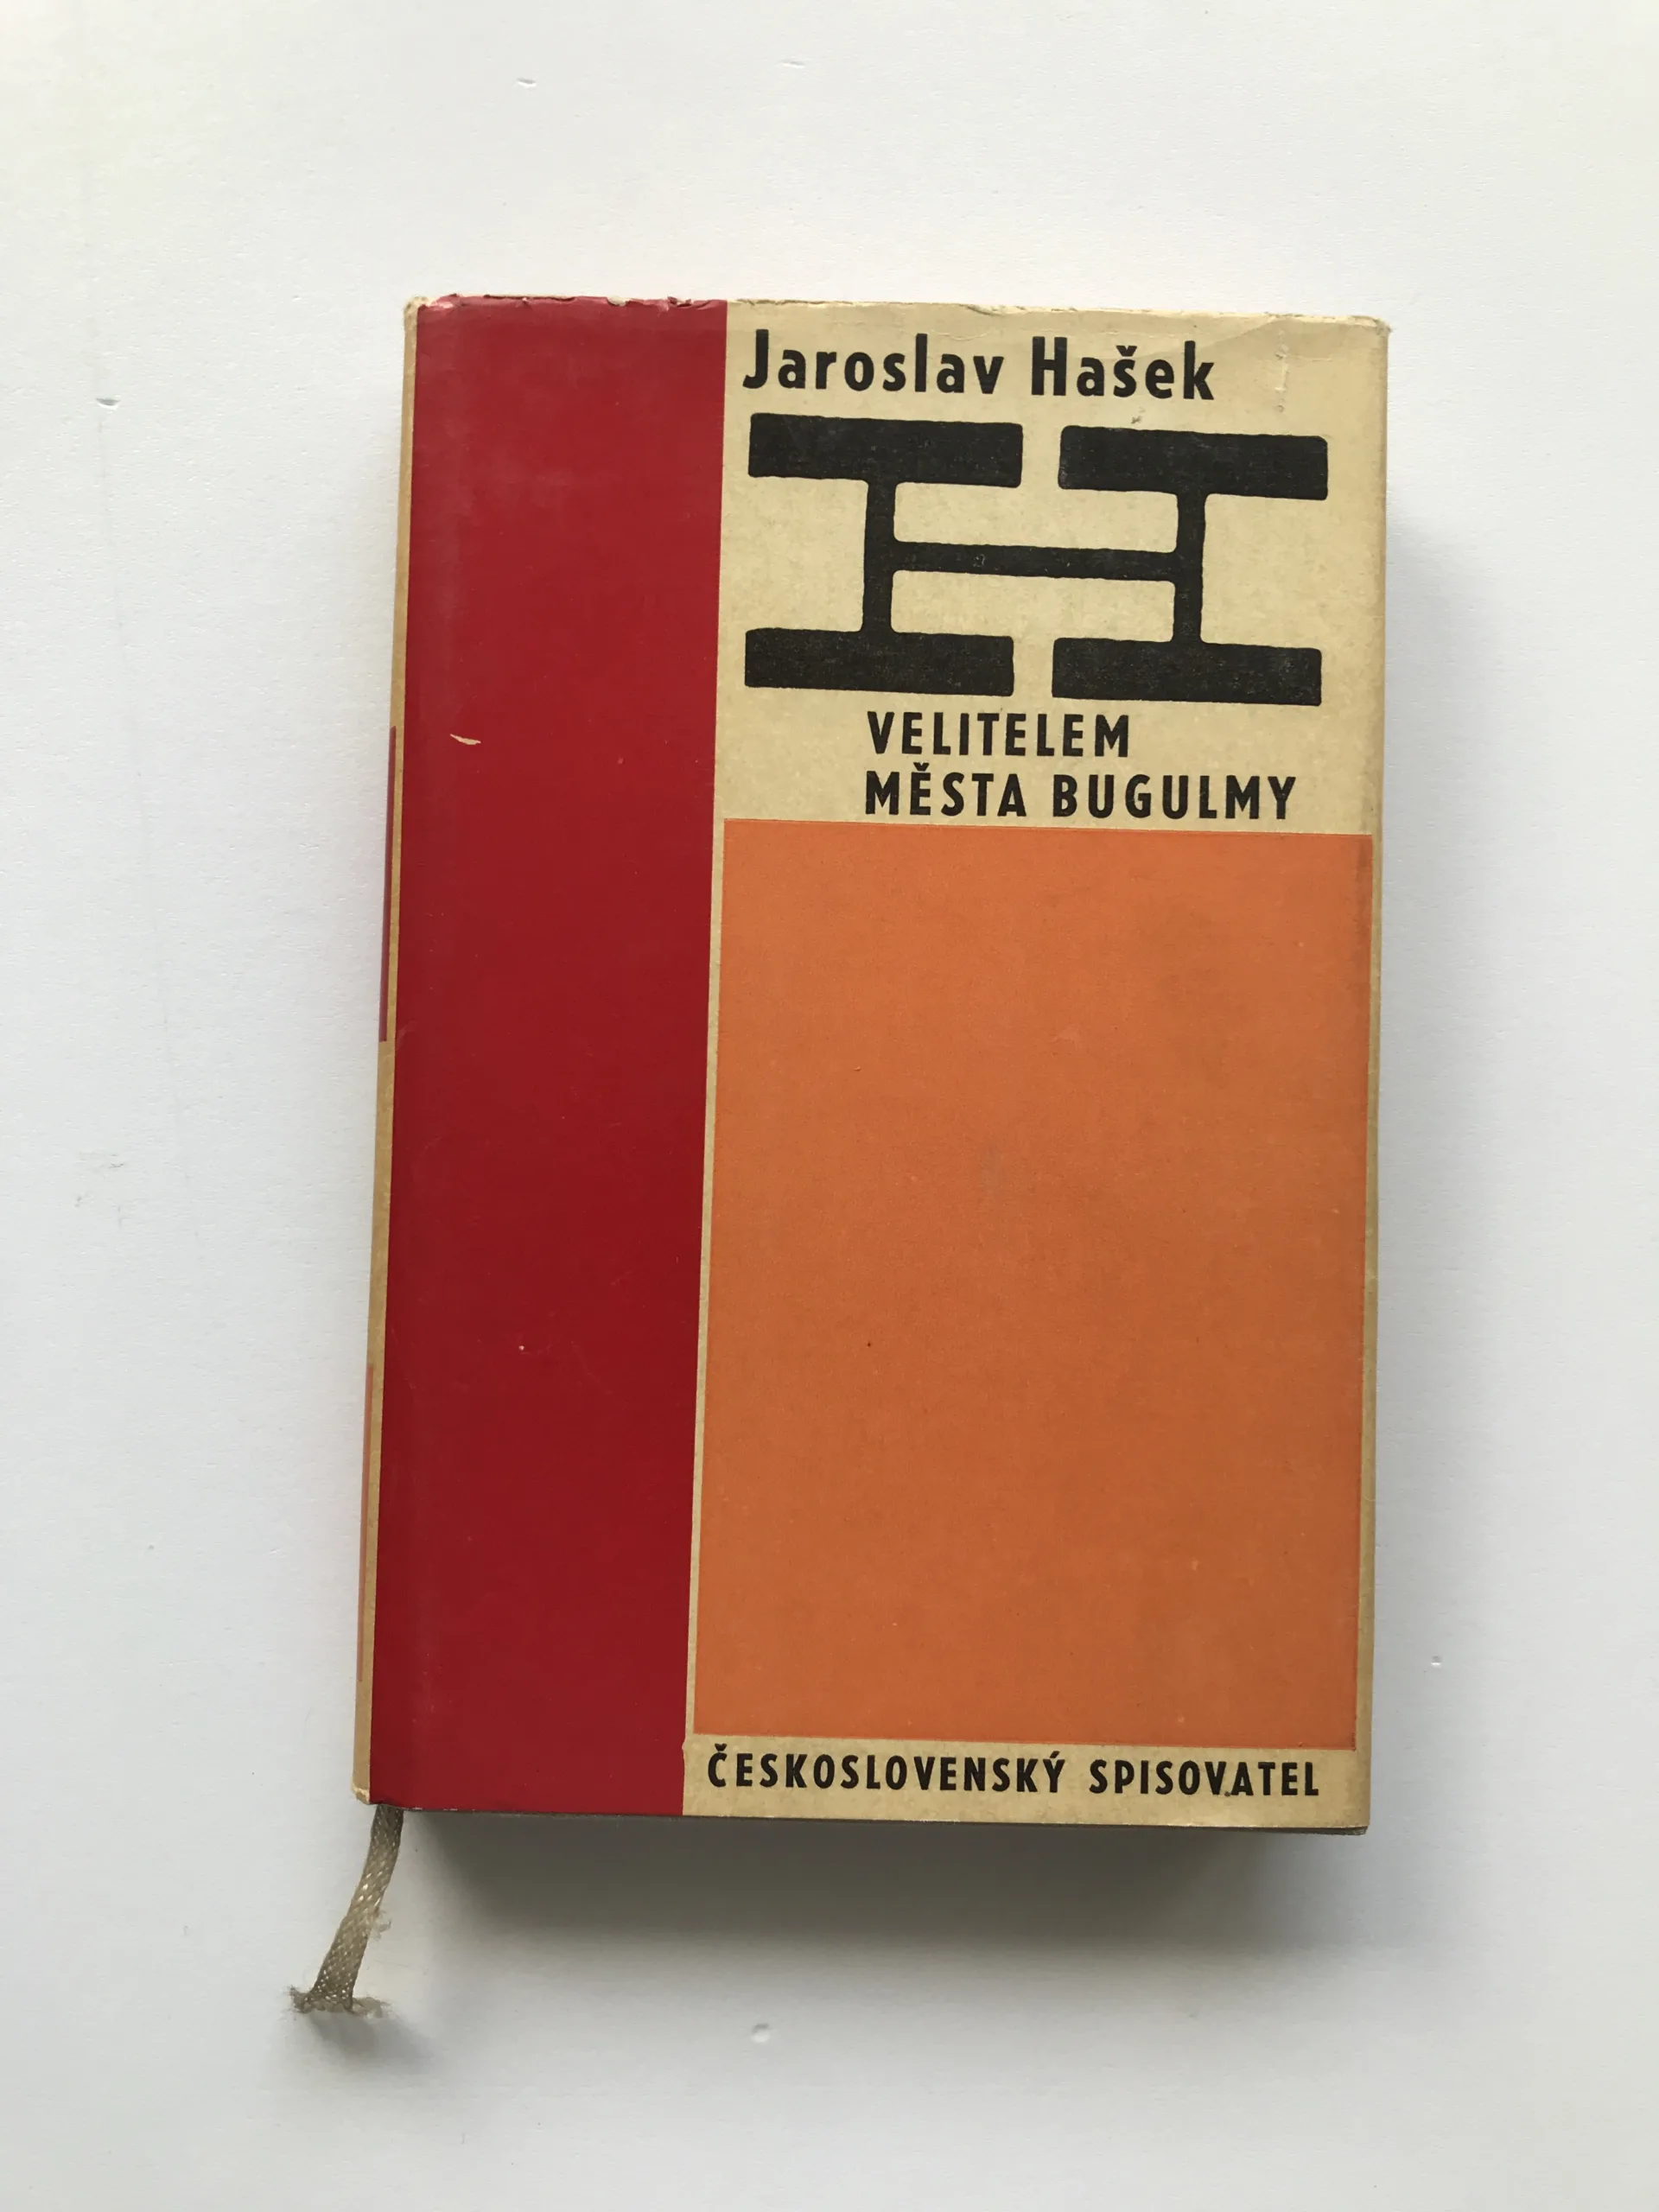 Jaroslav Hašek
H
VELITELEM
MĚSTA BUGULMY
ČESKOSLOVENSKÝ SPISOVATEL